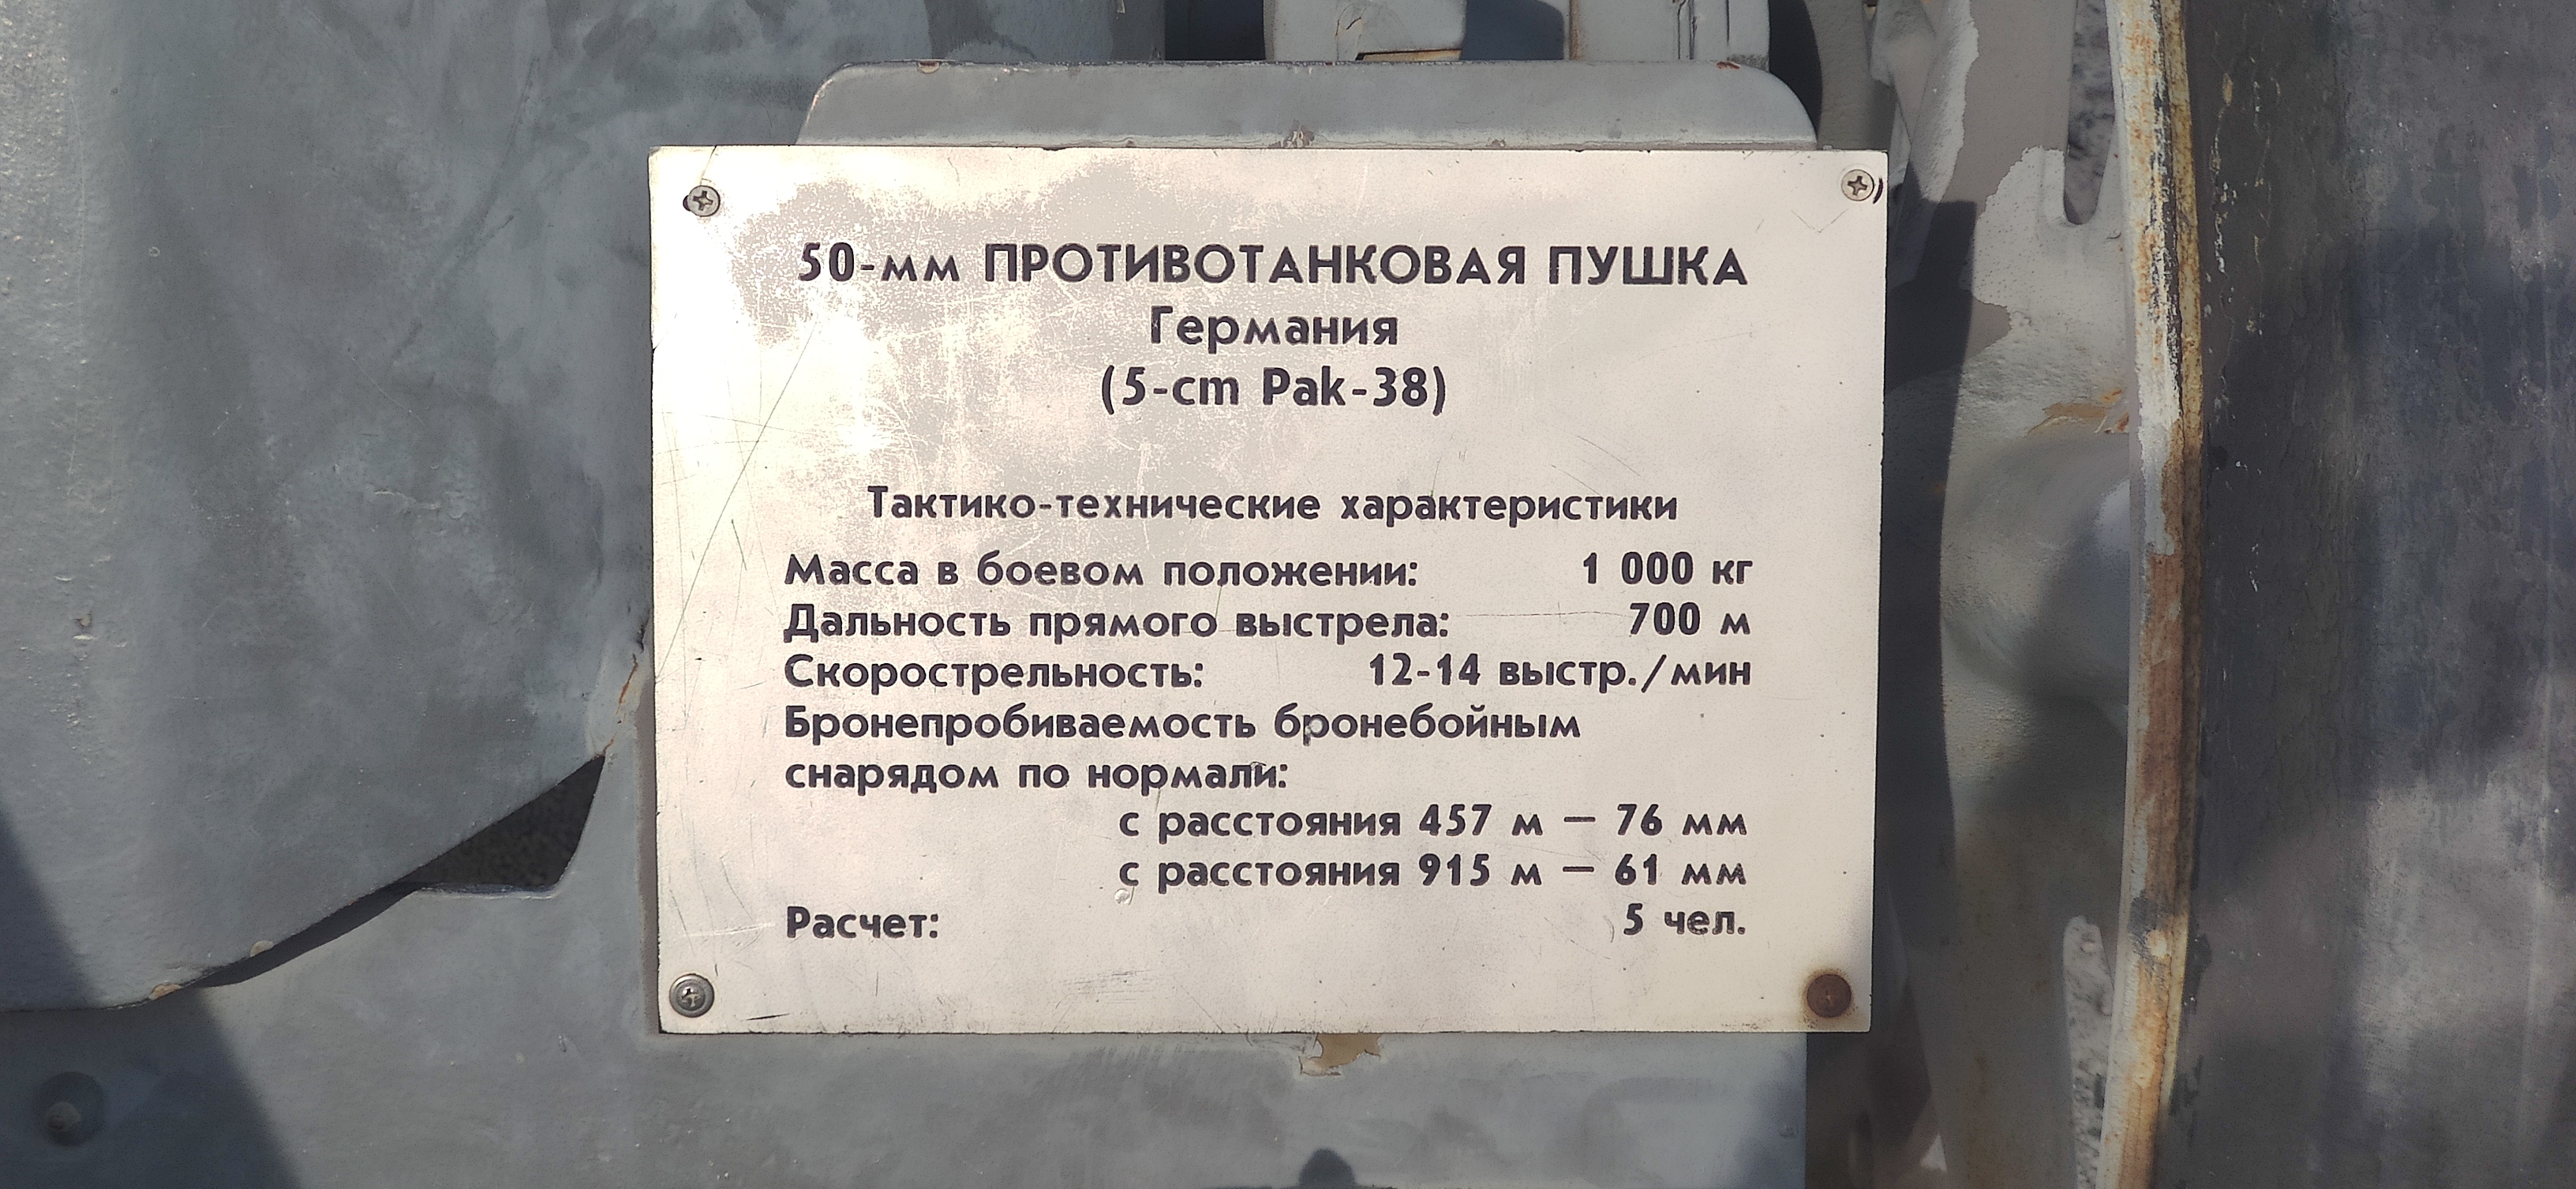 50-мм ПРОТИВОТАНКОВАЯ ПУШКА
Германия
(5-cm Pak-38)
Тактико-технические характеристики
Масса в боевом положении: 1 000 кг
Дальность прямого выстрела: 700 м
Скорострельность: 12-14 выстр./мин
Бронепробиваемость бронебойным
снарядом по нормали:
с расстояния 457 м — 76 мм
с расстояния 915 м — 61 мм
Расчет: 5 чел.